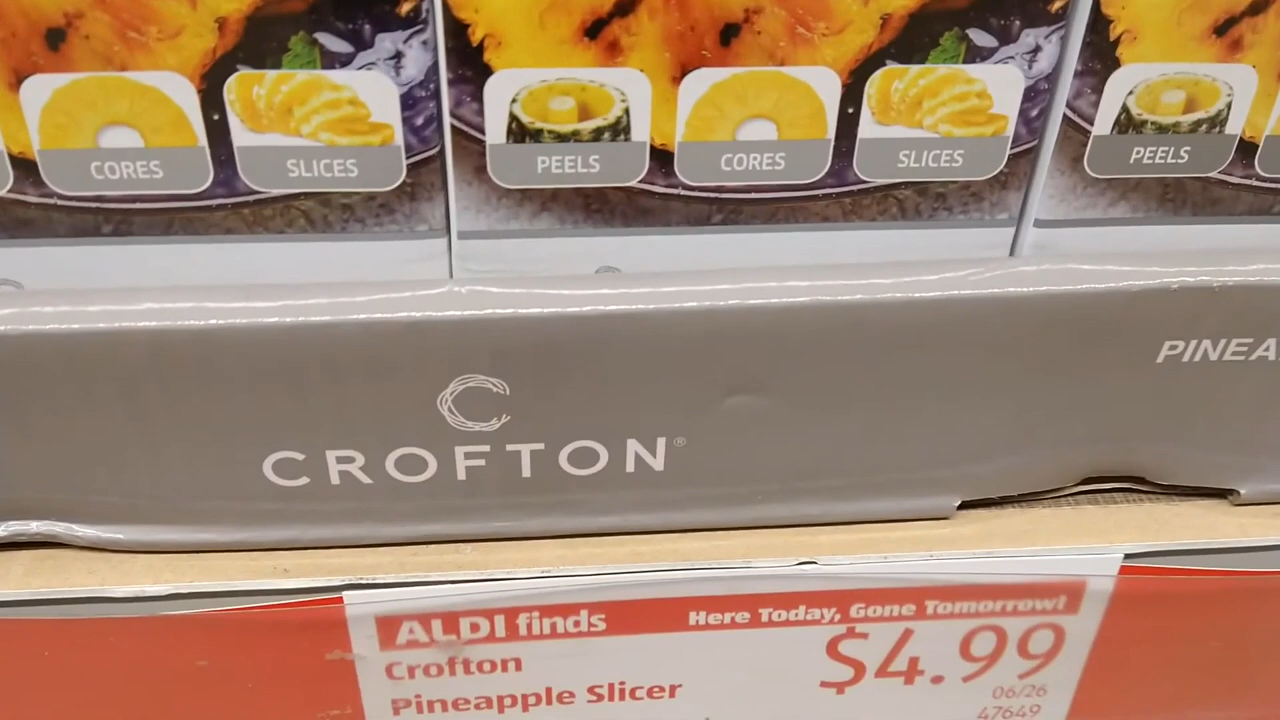 CORES
SLICES
PEELS
CORES
SLICES
PEELS
CROFTON®
PINEA
ALDI finds
Here Today, Gone Tomorrow!
Crofton
Pineapple Slicer
$4.99
06/26
47649